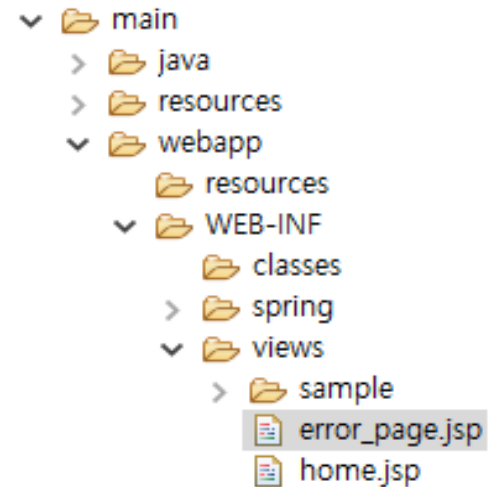 main
java
resources
webapp
resources
WEB-INF
classes
spring
views
sample
error_page.jsp
home.jsp